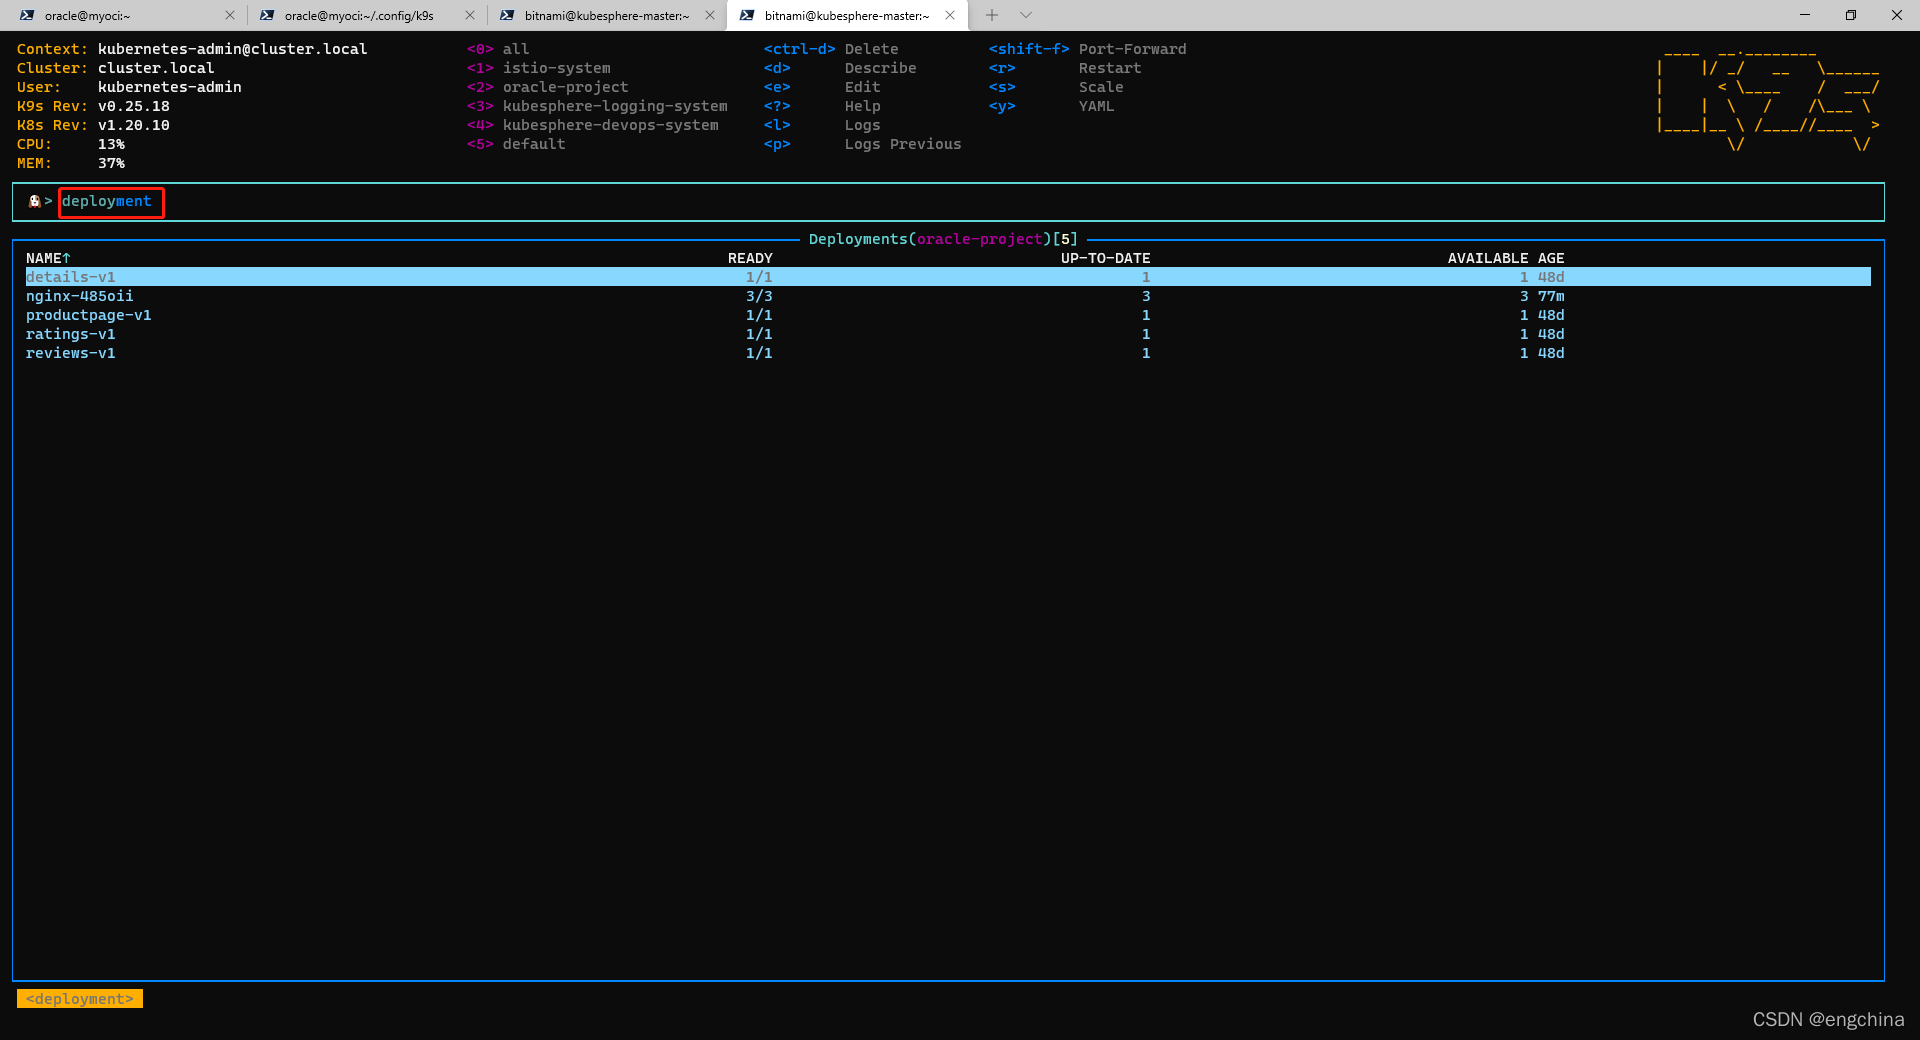 oracle@myoci:~
oracle@myoci:~/.config/k9s
bitnami@kubesphere-master:~
bitnami@kubesphere-master:~
Context: kubernetes-admin@cluster.local <0> all <ctrl-d> Delete <shift-f> Port-Forward
Cluster: cluster.local <1> istio-system <d> Describe <r> Restart
User: kubernetes-admin <2> oracle-project <e> Edit <s> Scale
K9s Rev: v0.25.18 <3> kubesphere-logging-system <?> Help <y> YAML
K8s Rev: v1.20.10 <4> kubesphere-devops-system <l> Logs
CPU: 13% <5> default <p> Logs Previous
MEM: 37%
> deployment
Deployments(oracle-project)[5]
NAME↑ READY UP-TO-DATE AVAILABLE AGE
details-v1 1/1 1 1 48d
nginx-485oii 3/3 3 3 77m
productpage-v1 1/1 1 1 48d
ratings-v1 1/1 1 1 48d
reviews-v1 1/1 1 1 48d
<deployment>
CSDN @engchina